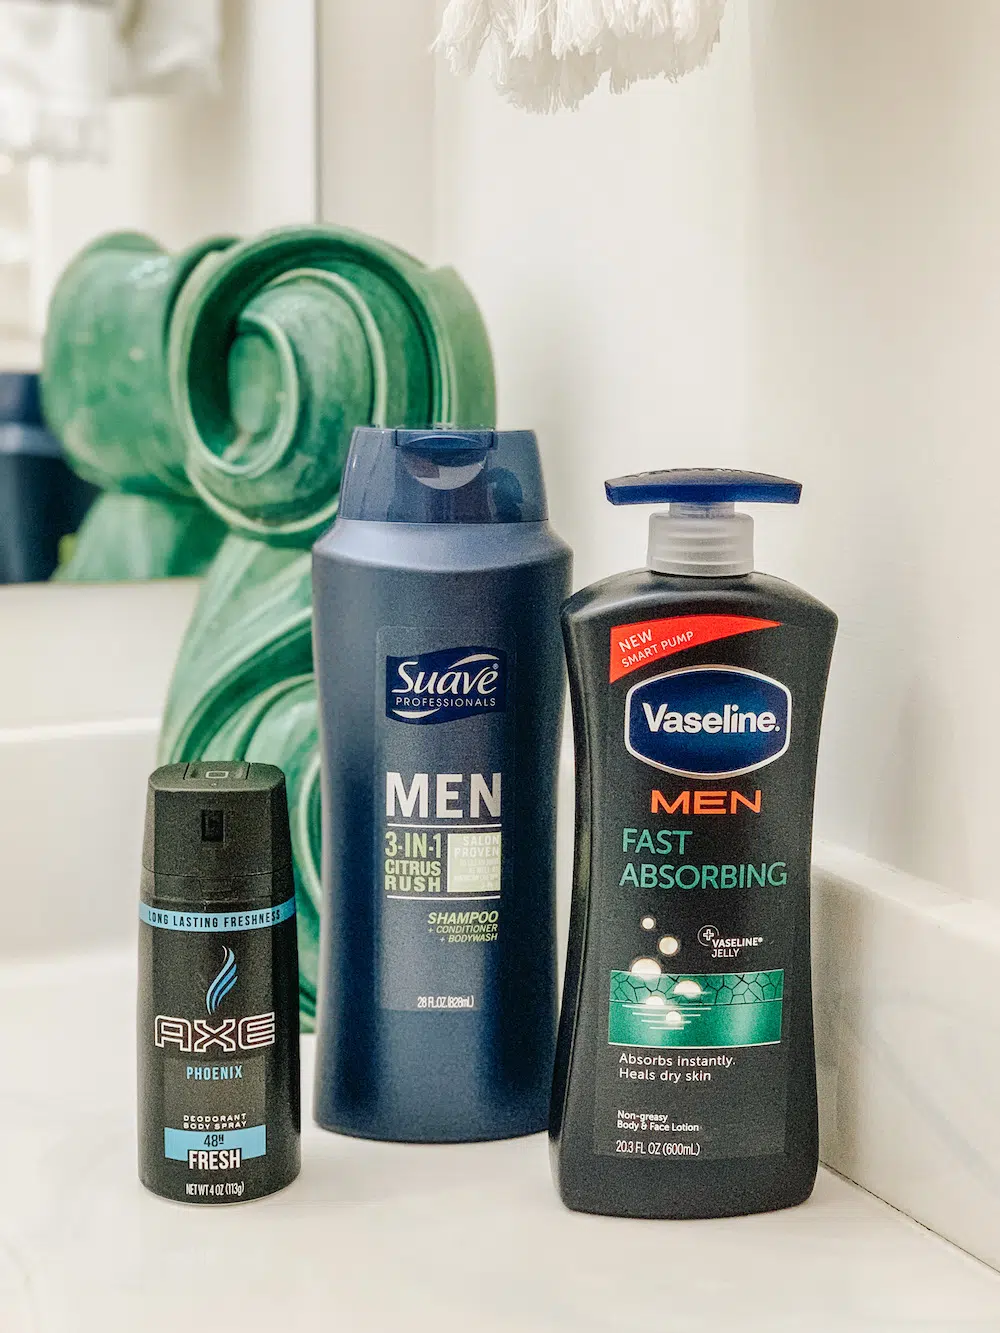 LONG LASTING FRESHNESS
AXE
PHOENIX
DEODORANT
BODY SPRAY
48H
FRESH
NET WT 4 OZ (113g)
Suave®
PROFESSIONALS
MEN
3-IN-1
CITRUS
RUSH
SALON
PROVEN
SHAMPOO
+ CONDITIONER
+ BODYWASH
28 FL.OZ.(828mL)
NEW
SMART PUMP
Vaseline.
MEN
FAST
ABSORBING
VASELINE®
JELLY
Absorbs instantly.
Heals dry skin
Non-greasy
Body & Face Lotion
20.3 FL OZ (600mL)